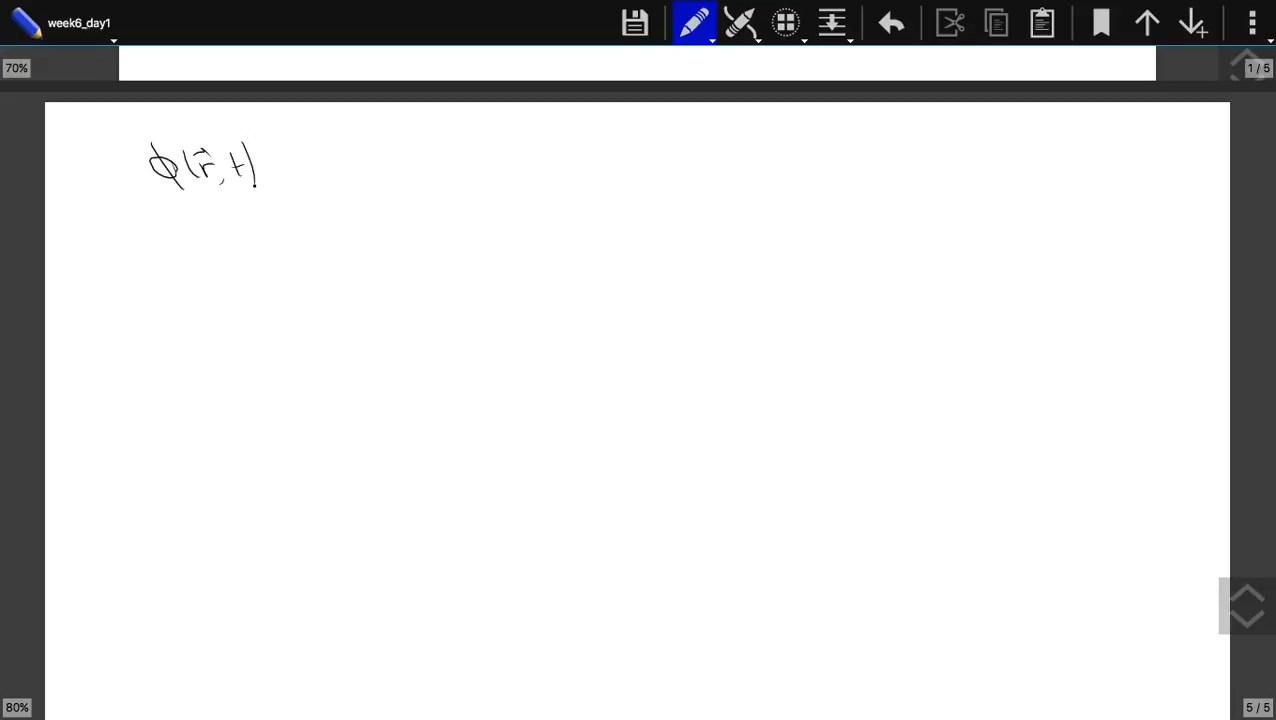 week6_day1
70%
1 / 5
ϕ(r⃗, t)
80%
5 / 5